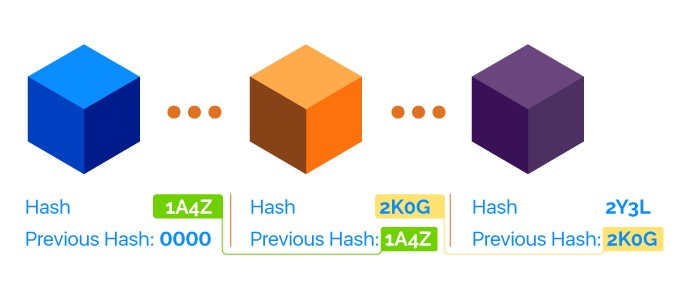 Hash 1A4Z
Previous Hash: 0000
Hash 2K0G
Previous Hash: 1A4Z
Hash 2Y3L
Previous Hash: 2K0G